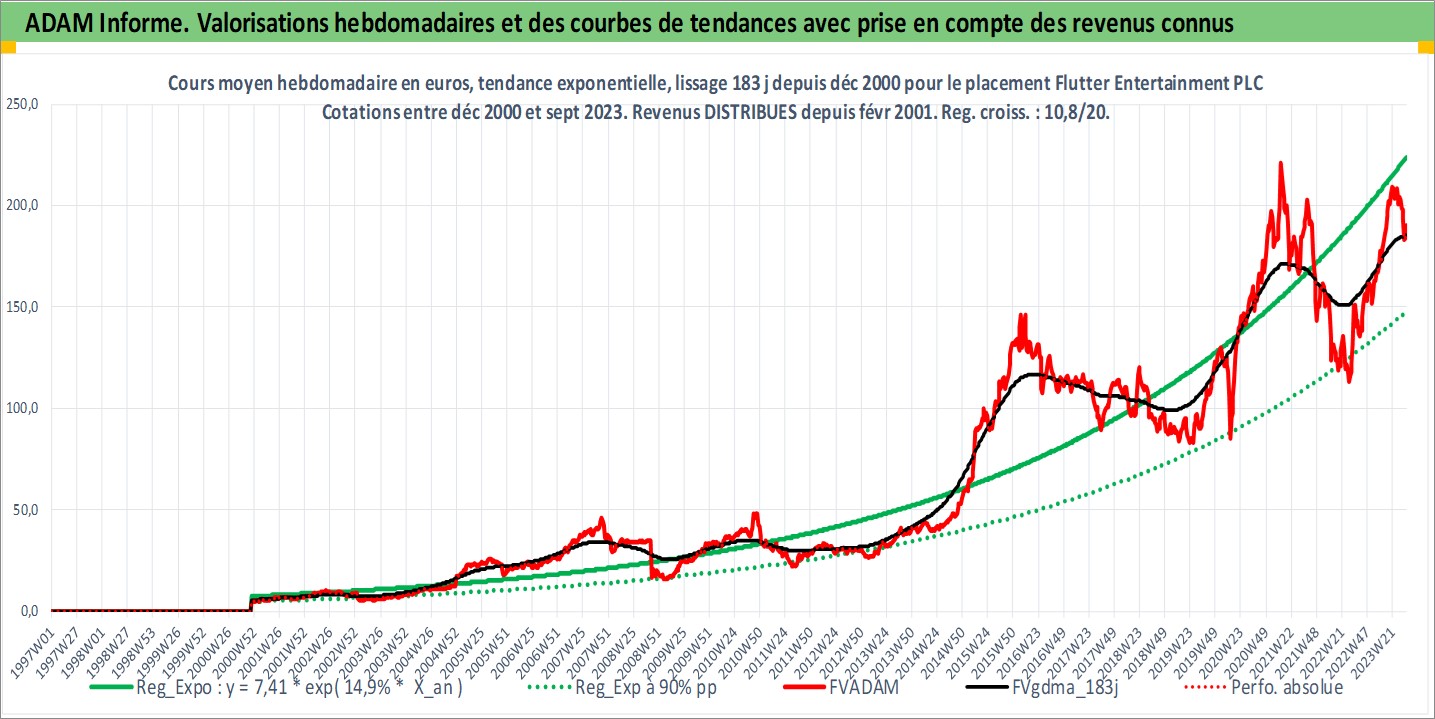 ADAM Informe. Valorisations hebdomadaires et des courbes de tendances avec prise en compte des revenus connus
Cours moyen hebdomadaire en euros, tendance exponentielle, lissage 183 j depuis déc 2000 pour le placement Flutter Entertainment PLC
Cotations entre déc 2000 et sept 2023. Revenus DISTRIBUES depuis févr 2001. Reg. croiss. : 10,8/20.
250,0
200,0
150,0
100,0
50,0
0,0
1997W01 1997W27 1998W01 1998W27 1998W53 1999W26 1999W52 2000W26 2000W52 2001W26 2001W52 2002W26 2002W52 2003W26 2003W52 2004W26 2004W52 2005W25 2005W51 2006W25 2006W51 2007W25 2007W51 2008W25 2008W51 2009W25 2009W51 2010W24 2010W50 2011W24 2011W50 2012W24 2012W50 2013W24 2013W50 2014W24 2014W50 2015W24 2015W50 2016W23 2016W49 2017W23 2017W49 2018W23 2018W49 2019W23 2019W49 2020W23 2020W49 2021W22 2021W48 2022W21 2022W47 2023W21
Reg_Expo : y = 7,41 * exp( 14,9% * X_an )
Reg_Exp à 90% pp
FVADAM
FVgdma_183j
Perfo. absolue